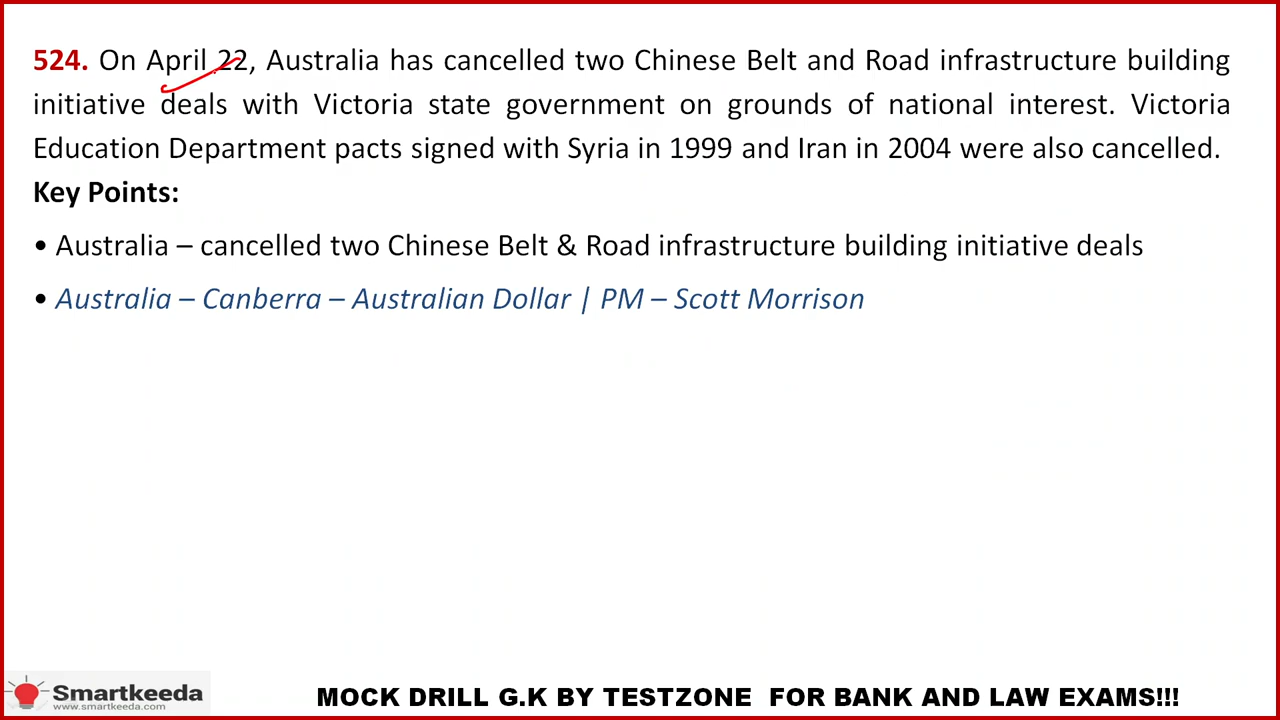 524. On April 22, Australia has cancelled two Chinese Belt and Road infrastructure building
initiative deals with Victoria state government on grounds of national interest. Victoria
Education Department pacts signed with Syria in 1999 and Iran in 2004 were also cancelled.
Key Points:
• Australia – cancelled two Chinese Belt & Road infrastructure building initiative deals
• Australia – Canberra – Australian Dollar | PM – Scott Morrison
Smartkeeda
www.smartkeeda.com
MOCK DRILL G.K BY TESTZONE FOR BANK AND LAW EXAMS!!!